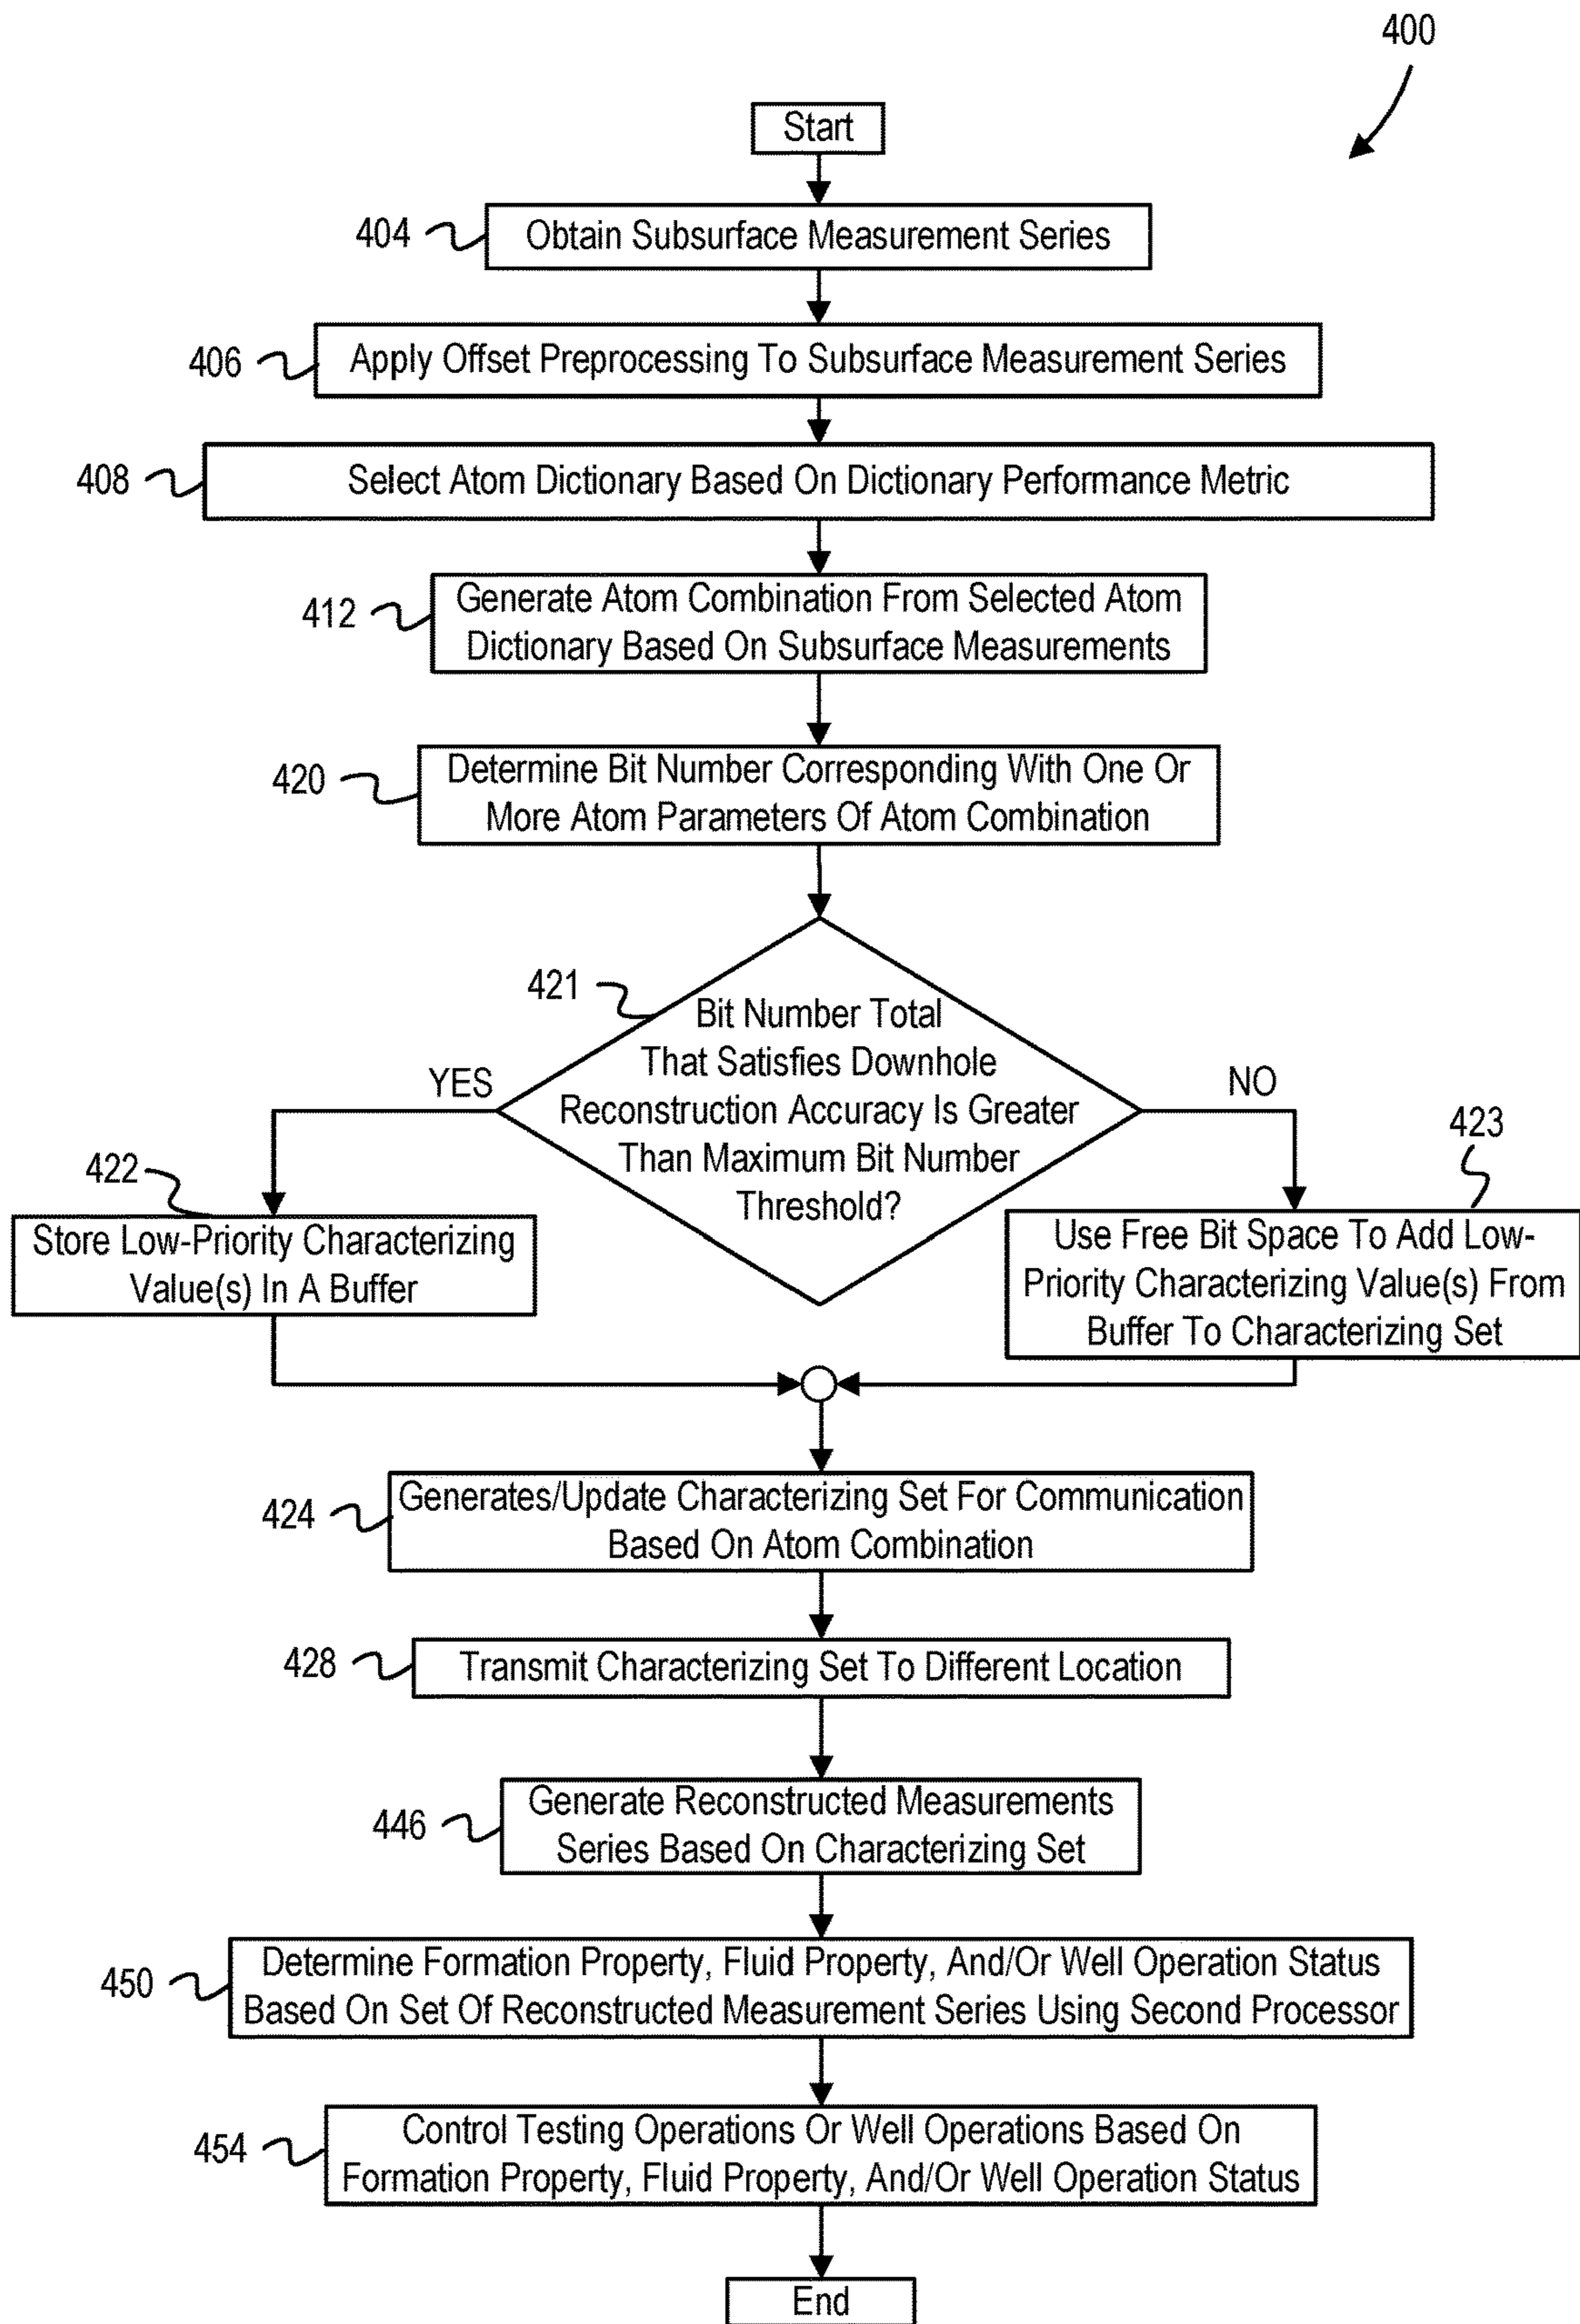 400
Start
404
Obtain Subsurface Measurement Series
406
Apply Offset Preprocessing To Subsurface Measurement Series
408
Select Atom Dictionary Based On Dictionary Performance Metric
412
Generate Atom Combination From Selected Atom
Dictionary Based On Subsurface Measurements
420
Determine Bit Number Corresponding With One Or
More Atom Parameters Of Atom Combination
421
Bit Number Total
That Satisfies Downhole
Reconstruction Accuracy Is Greater
Than Maximum Bit Number
Threshold?
YES
NO
422
Store Low-Priority Characterizing
Value(s) In A Buffer
423
Use Free Bit Space To Add Low-
Priority Characterizing Value(s) From
Buffer To Characterizing Set
424
Generates/Update Characterizing Set For Communication
Based On Atom Combination
428
Transmit Characterizing Set To Different Location
446
Generate Reconstructed Measurements
Series Based On Characterizing Set
450
Determine Formation Property, Fluid Property, And/Or Well Operation Status
Based On Set Of Reconstructed Measurement Series Using Second Processor
454
Control Testing Operations Or Well Operations Based On
Formation Property, Fluid Property, And/Or Well Operation Status
End